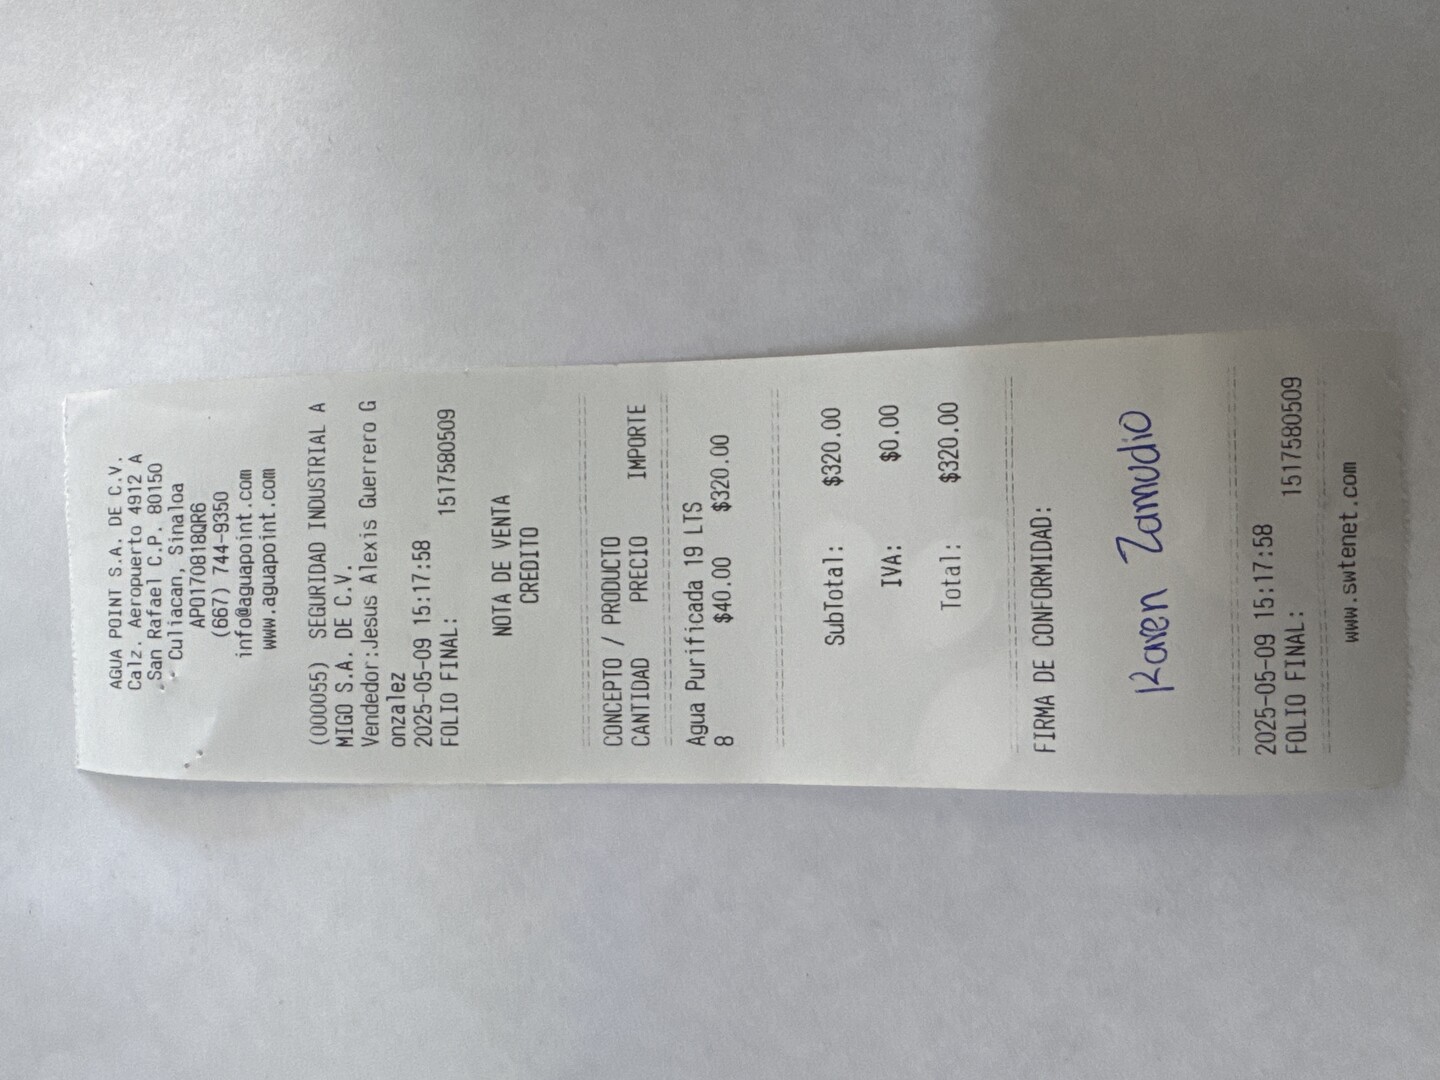 AGUA POINT S.A. DE C.V.
Calz. Aeropuerto 4912 A
San Rafael C.P. 80150
Culiacan, Sinaloa
APO170818QR6
(667) 744-9350
info@aguapoint.com
www.aguapoint.com
(000055) SEGURIDAD INDUSTRIAL A
MIGO S.A. DE C.V.
Vendedor:Jesus Alexis Guerrero G
onzalez
2025-05-09 15:17:58
FOLIO FINAL: 1517580509
NOTA DE VENTA
CREDITO
CONCEPTO / PRODUCTO
CANTIDAD PRECIO IMPORTE
Agua Purificada 19 LTS
8 $40.00 $320.00
SubTotal: $320.00
IVA: $0.00
Total: $320.00
FIRMA DE CONFORMIDAD:
Karen Zamudio
2025-05-09 15:17:58
FOLIO FINAL: 1517580509
www.swtenet.com